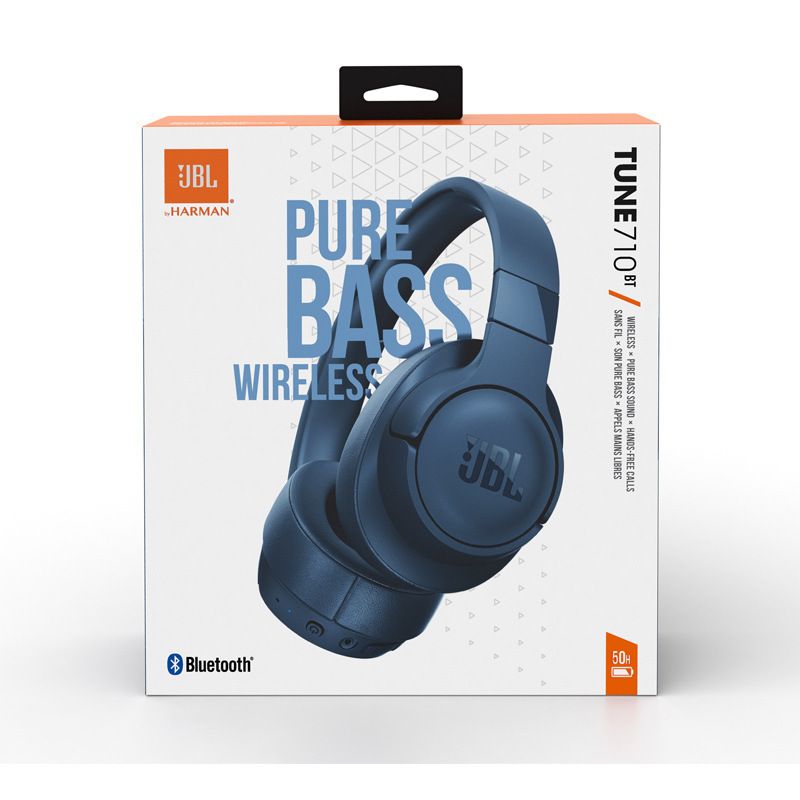 JBL
by HARMAN
PURE
BASS
WIRELESS
TUNE710BT
WIRELESS × PURE BASS SOUND × HANDS-FREE CALLS
SANS FIL × SON PURE BASS × APPELS MAINS LIBRES
JBL
Bluetooth®
50H